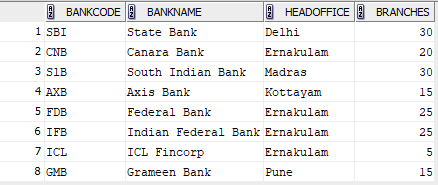 BANKCODE BANKNAME HEADOFFICE BRANCHES
1 SBI State Bank Delhi 30
2 CNB Canara Bank Ernakulam 20
3 SlB South Indian Bank Madras 30
4 AXB Axis Bank Kottayam 15
5 FDB Federal Bank Ernakulam 25
6 IFB Indian Federal Bank Ernakulam 25
7 ICL ICL Fincorp Ernakulam 5
8 GMB Grameen Bank Pune 15